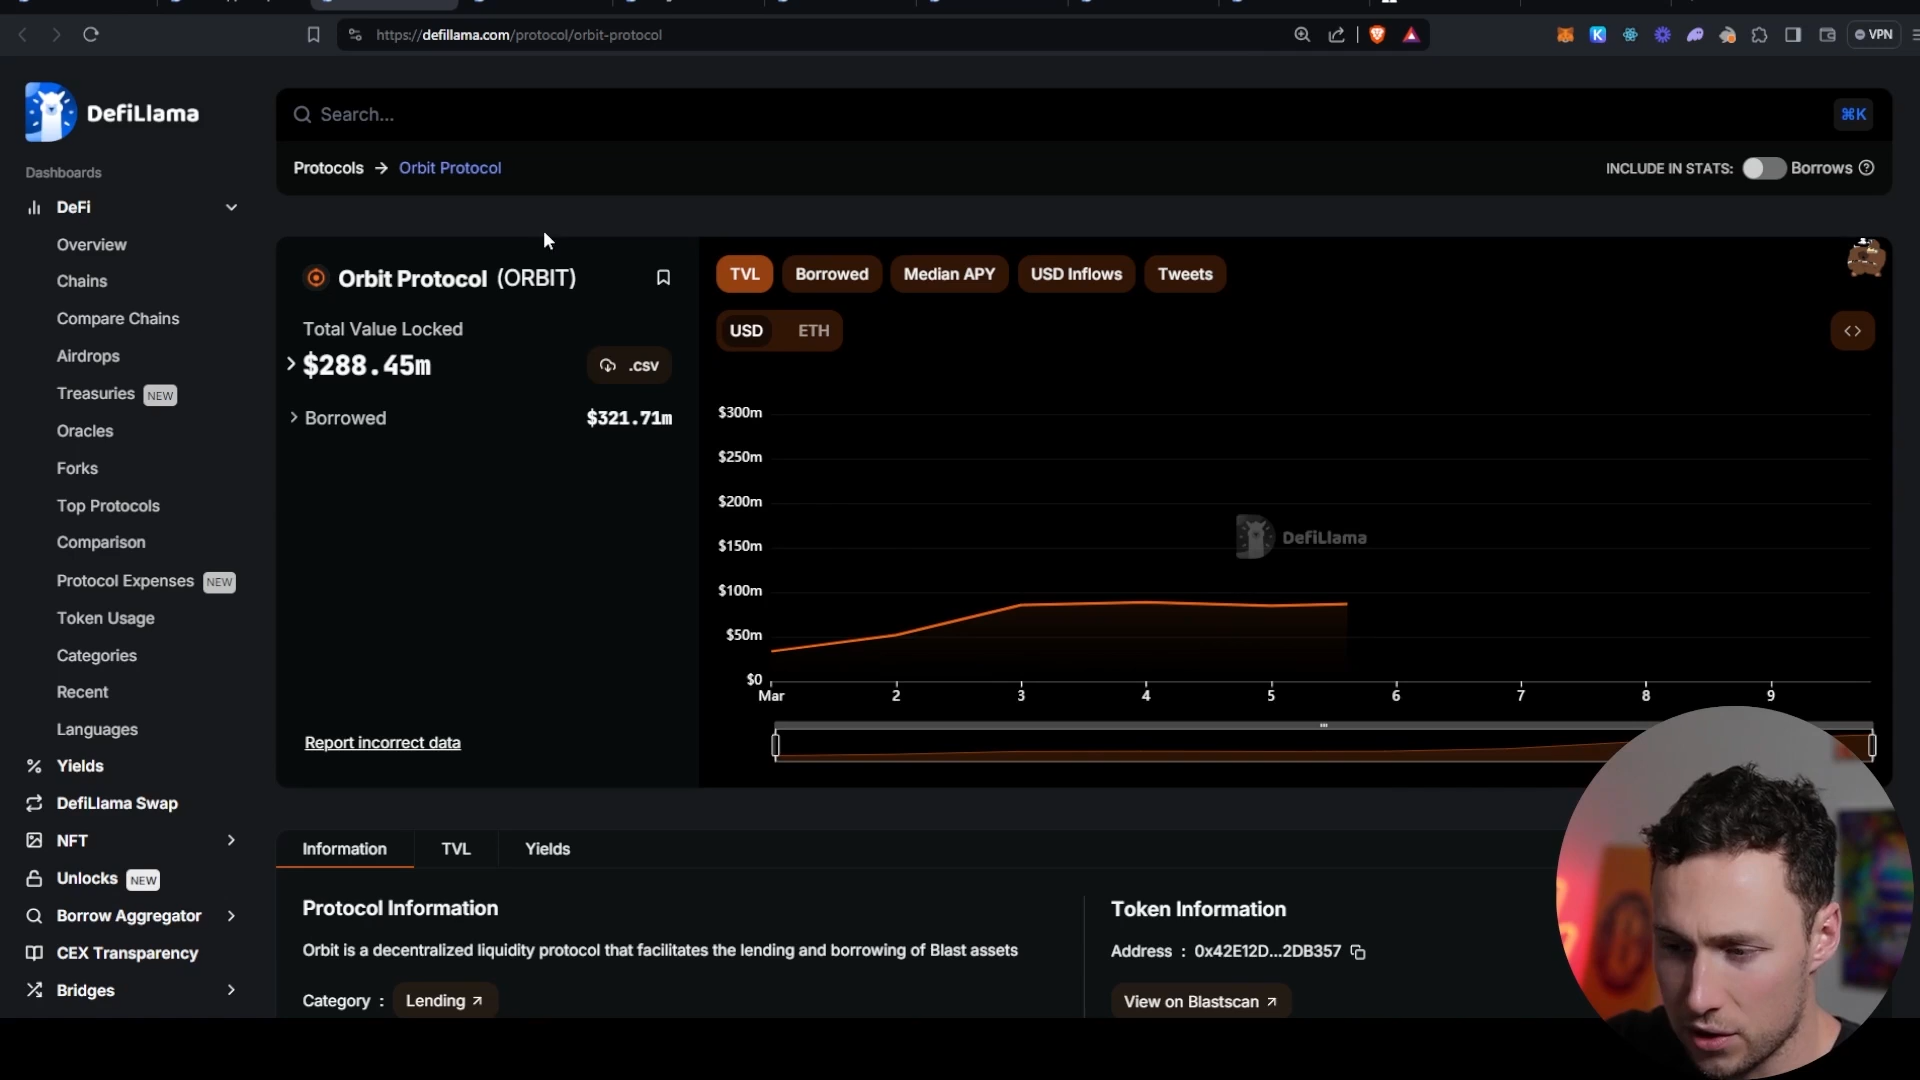 https://defillama.com/protocol/orbit-protocol
VPN
DefiLlama
Search...
⌘K
Protocols → Orbit Protocol
INCLUDE IN STATS:
Borrows
Dashboards
DeFi
Overview
Chains
Compare Chains
Airdrops
Treasuries NEW
Oracles
Forks
Top Protocols
Comparison
Protocol Expenses NEW
Token Usage
Categories
Recent
Languages
Yields
DefiLlama Swap
NFT
Unlocks NEW
Borrow Aggregator
CEX Transparency
Bridges
Orbit Protocol (ORBIT)
Total Value Locked
$288.45m
.csv
Borrowed
$321.71m
Report incorrect data
TVL
Borrowed
Median APY
USD Inflows
Tweets
USD
ETH
$300m
$250m
$200m
$150m
$100m
$50m
$0
DefiLlama
Mar
2
3
4
5
6
7
8
9
Information
TVL
Yields
Protocol Information
Orbit is a decentralized liquidity protocol that facilitates the lending and borrowing of Blast assets
Category :
Lending
Token Information
Address : 0x42E12D...2DB357
View on Blastscan